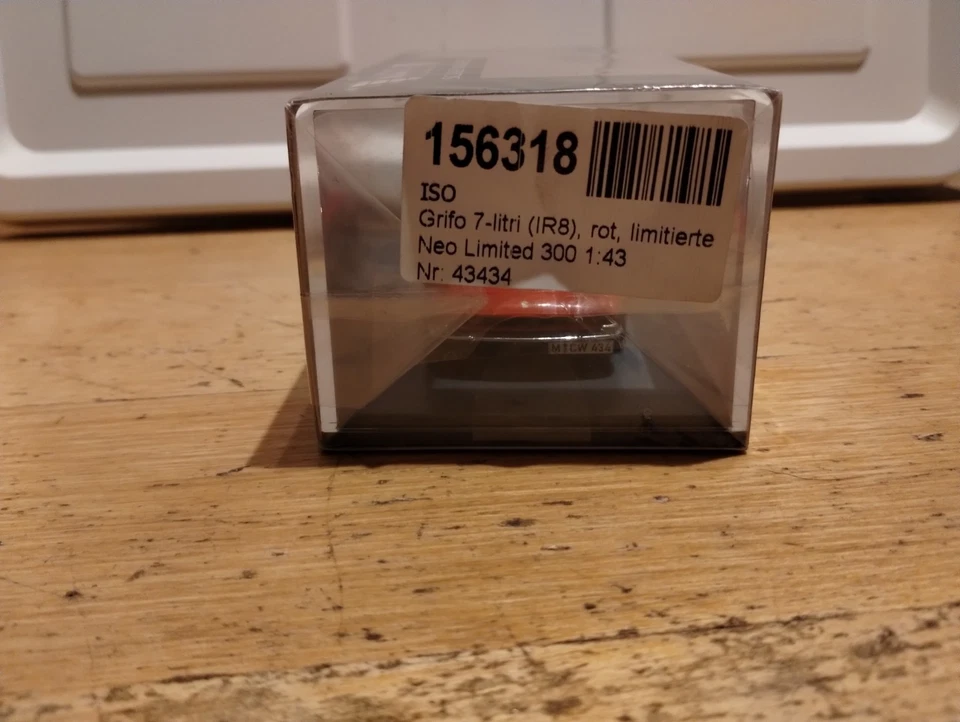 156318
ISO
Grifo 7-litri (IR8), rot, limitierte
Neo Limited 300 1:43
Nr: 43434